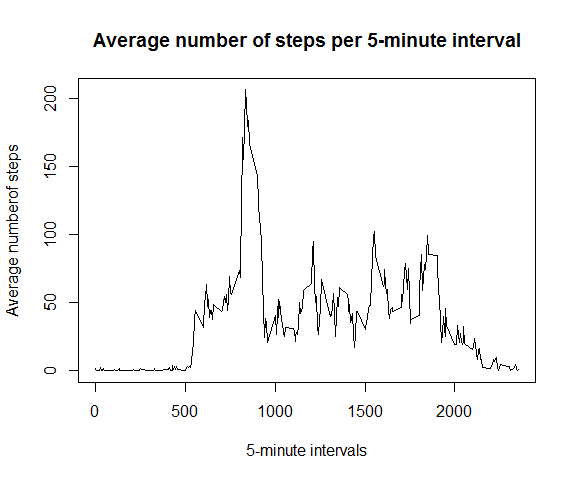 Average number of steps per 5-minute interval
Average numberof steps
200
150
100
50
0
0 500 1000 1500 2000
5-minute intervals